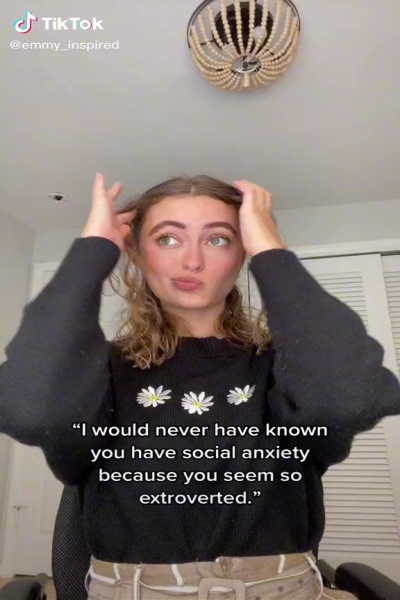 TikTok
@emmy_inspired
“I would never have known
you have social anxiety
because you seem so
extroverted.”